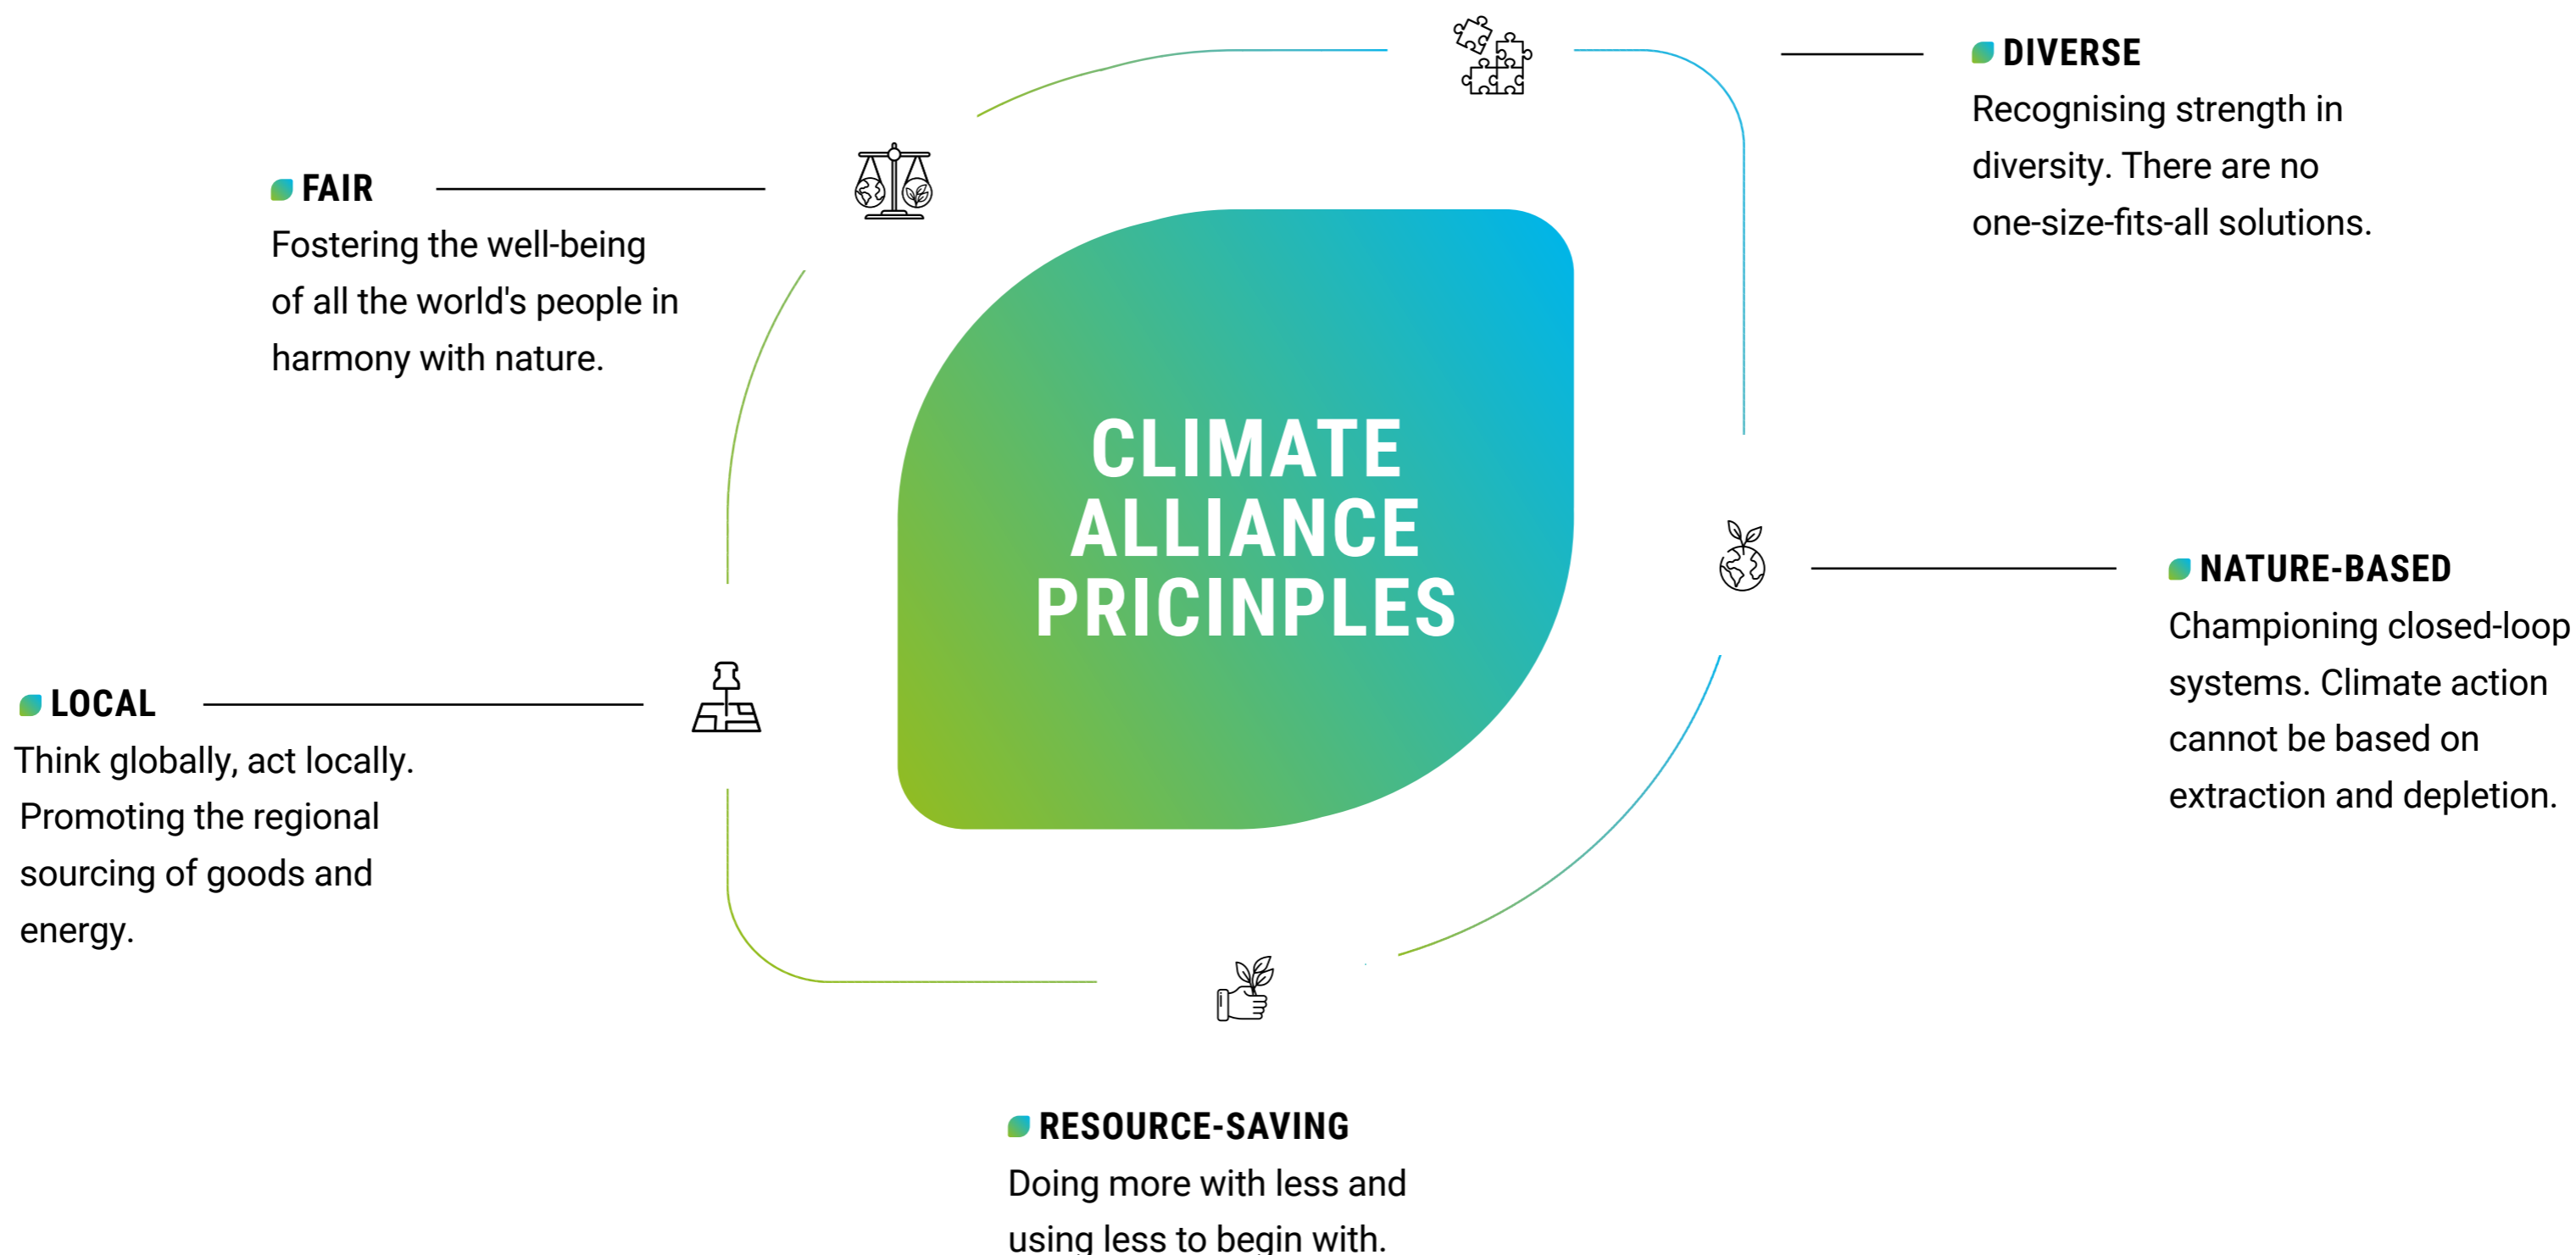 DIVERSE
Recognising strength in
diversity. There are no
one-size-fits-all solutions.
FAIR
Fostering the well-being
of all the world's people in
harmony with nature.
CLIMATE
ALLIANCE
PRICINPLES
NATURE-BASED
Championing closed-loop
systems. Climate action
cannot be based on
extraction and depletion.
LOCAL
Think globally, act locally.
Promoting the regional
sourcing of goods and
energy.
RESOURCE-SAVING
Doing more with less and
using less to begin with.